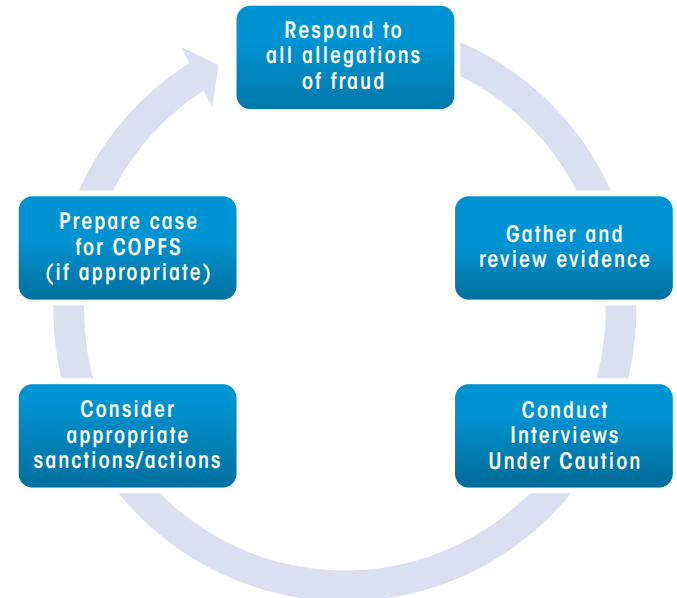 Respond to
all allegations
of fraud
Gather and
review evidence
Conduct
Interviews
Under Caution
Consider
appropriate
sanctions/actions
Prepare case
for COPFS
(if appropriate)